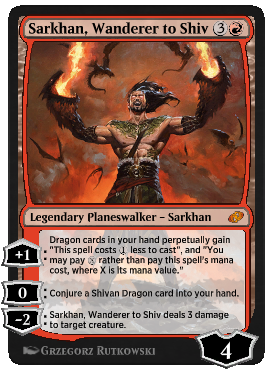 Sarkhan, Wanderer to Shiv 3
Legendary Planeswalker – Sarkhan
+1
Dragon cards in your hand perpetually gain
"This spell costs 1 less to cast", and "You
may pay X rather than pay this spell's mana
cost, where X is its mana value."
0
Conjure a Shivan Dragon card into your hand.
-2
Sarkhan, Wanderer to Shiv deals 3 damage
to target creature.
Grzegorz Rutkowski
4